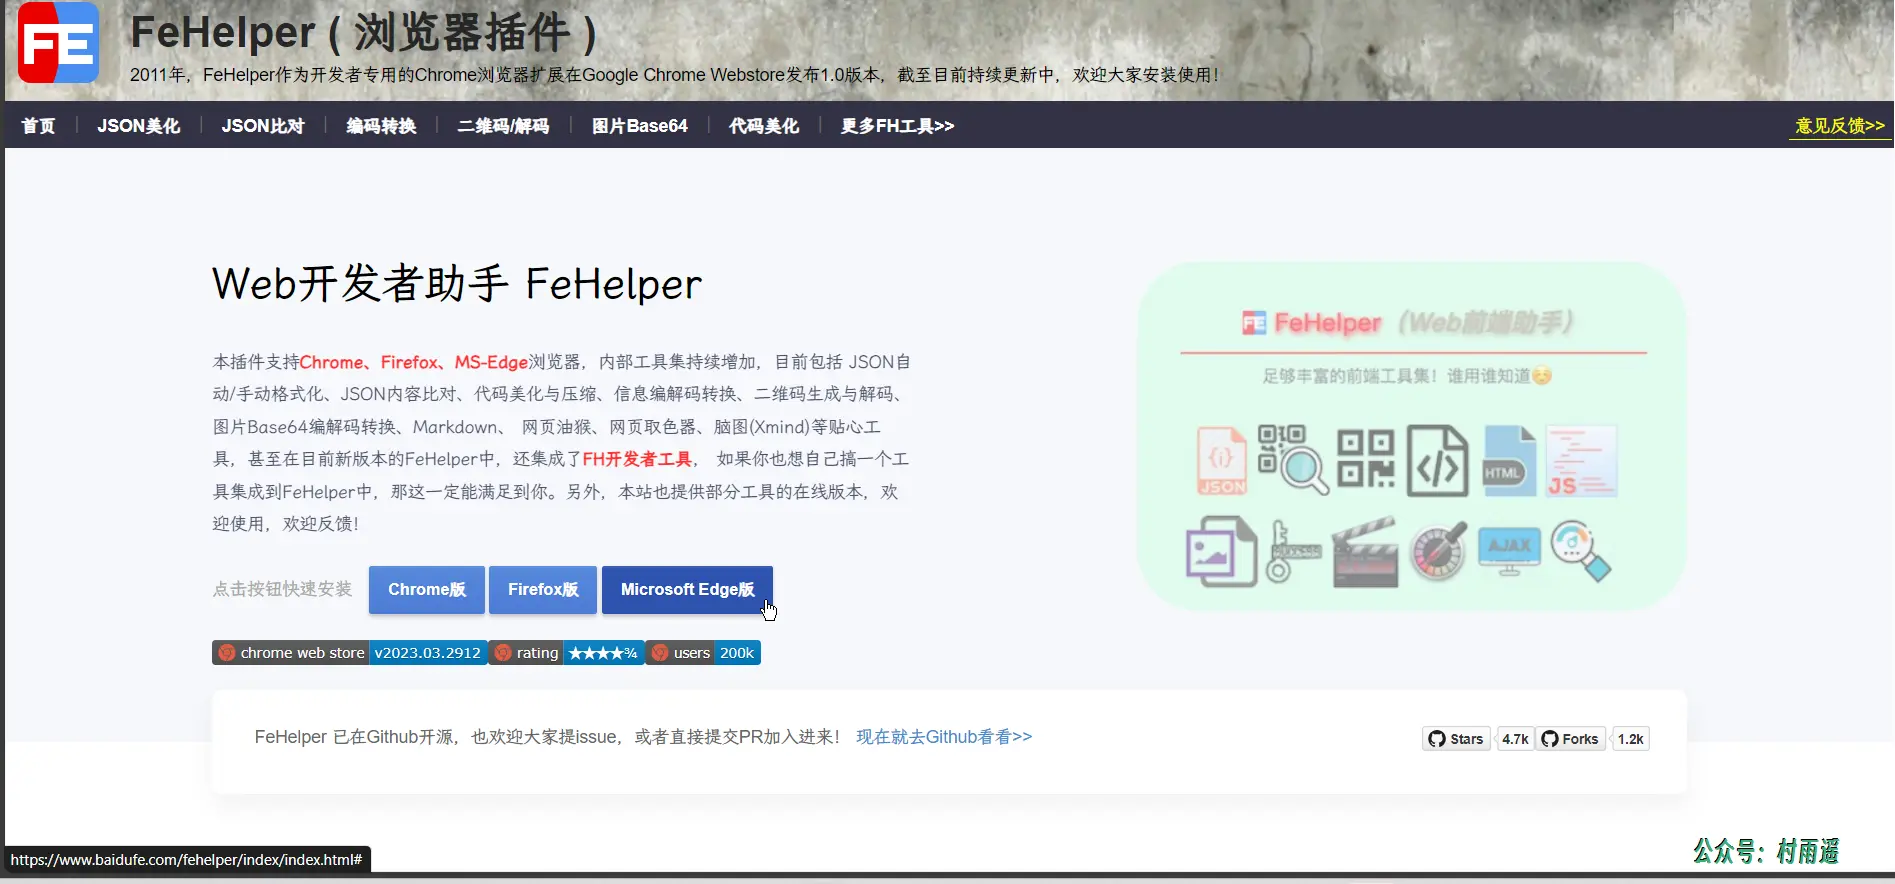 FE
FeHelper ( 浏览器插件 )
2011年，FeHelper作为开发者专用的Chrome浏览器扩展在Google Chrome Webstore发布1.0版本，截至目前持续更新中，欢迎大家安装使用！
首页 | JSON美化 | JSON比对 | 编码转换 | 二维码/解码 | 图片Base64 | 代码美化 | 更多FH工具>> 意见反馈>>
Web开发者助手 FeHelper
本插件支持Chrome、Firefox、MS-Edge浏览器，内部工具集持续增加，目前包括 JSON自
动/手动格式化、JSON内容比对、代码美化与压缩、信息编解码转换、二维码生成与解码、
图片Base64编解码转换、Markdown、 网页油猴、网页取色器、脑图(Xmind)等贴心工
具，甚至在目前新版本的FeHelper中，还集成了FH开发者工具， 如果你也想自己搞一个工
具集成到FeHelper中，那这一定能满足到你。另外，本站也提供部分工具的在线版本，欢
迎使用，欢迎反馈！
点击按钮快速安装 Chrome版 Firefox版 Microsoft Edge版
chrome web store v2023.03.2912 rating ★★★★¾ users 200k
FE FeHelper（Web前端助手）
足够丰富的前端工具集！谁用谁知道😌
{i} JSON </> HTML JS
AJAX
FeHelper 已在Github开源，也欢迎大家提issue，或者直接提交PR加入进来！ 现在就去Github看看>>
Stars 4.7k Forks 1.2k
公众号：村雨遥
https://www.baidufe.com/fehelper/index/index.html#